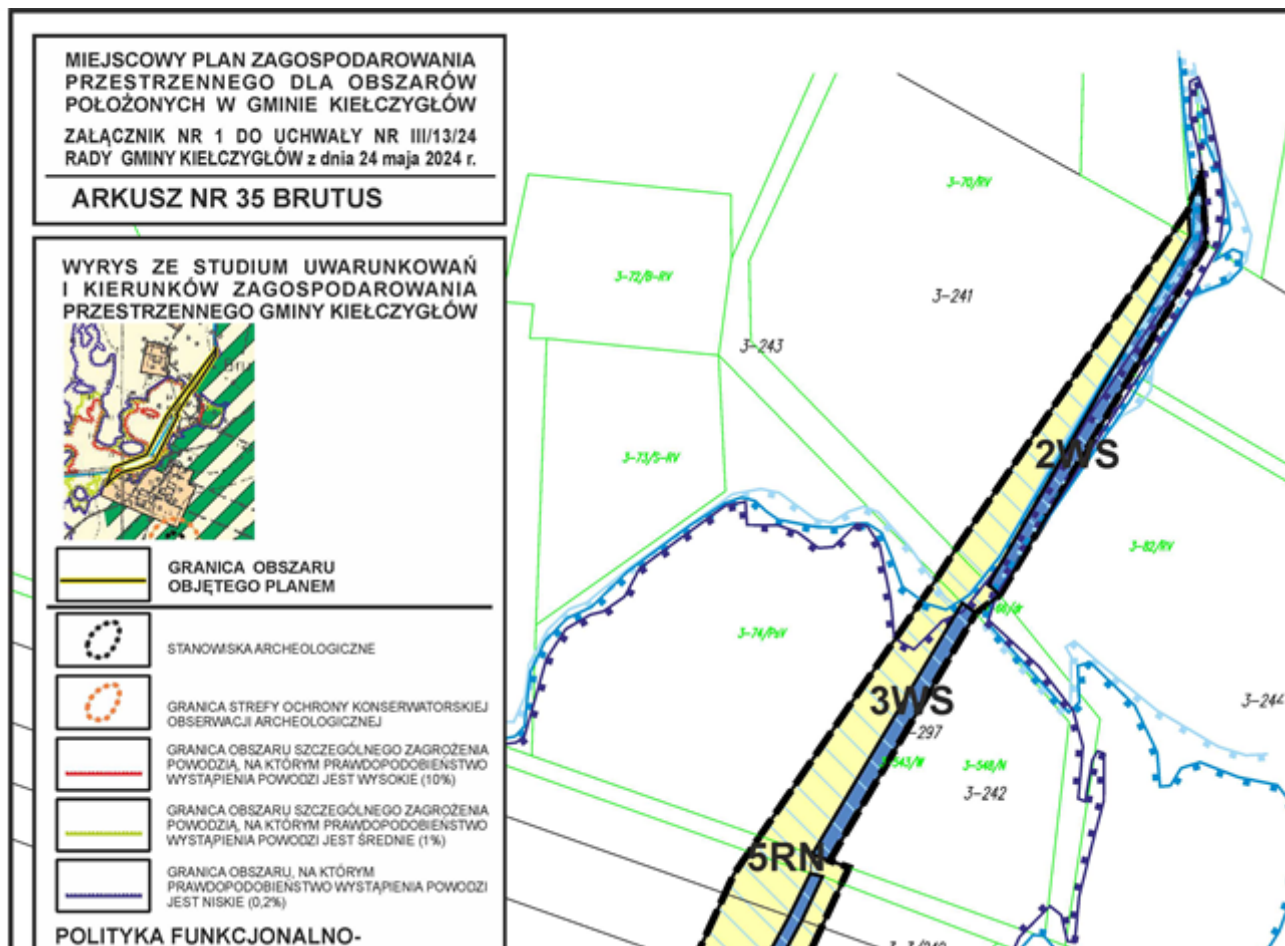 MIEJSCOWY PLAN ZAGOSPODAROWANIA
PRZESTRZENNEGO DLA OBSZARÓW
POŁOŻONYCH W GMINIE KIEŁCZYGŁÓW
ZAŁĄCZNIK NR 1 DO UCHWAŁY NR III/13/24
RADY GMINY KIEŁCZYGŁÓW z dnia 24 maja 2024 r.
ARKUSZ NR 35 BRUTUS
WYRYS ZE STUDIUM UWARUNKOWAŃ
I KIERUNKÓW ZAGOSPODAROWANIA
PRZESTRZENNEGO GMINY KIEŁCZYGŁÓW
Bru
GRANICA OBSZARU
OBJĘTEGO PLANEM
STANOWISKA ARCHEOLOGICZNE
GRANICA STREFY OCHRONY KONSERWATORSKIEJ
OBSERWACJI ARCHEOLOGICZNEJ
GRANICA OBSZARU SZCZEGÓLNEGO ZAGROŻENIA
POWODZIĄ, NA KTÓRYM PRAWDOPODOBIEŃSTWO
WYSTĄPIENIA POWODZI JEST WYSOKIE (10%)
GRANICA OBSZARU SZCZEGÓLNEGO ZAGROŻENIA
POWODZIĄ, NA KTÓRYM PRAWDOPODOBIEŃSTWO
WYSTĄPIENIA POWODZI JEST ŚREDNIE (1%)
GRANICA OBSZARU, NA KTÓRYM
PRAWDOPODOBIEŃSTWO WYSTĄPIENIA POWODZI
JEST NISKIE (0,2%)
POLITYKA FUNKCJONALNO-
3-70/RV
3-72/B-RV
3-241
3-243
3-73/S-RV
2WS
3-82/RV
3-74/PsV
3WS
3-244
-297
3-543/W
3-548/N
3-242
5RN